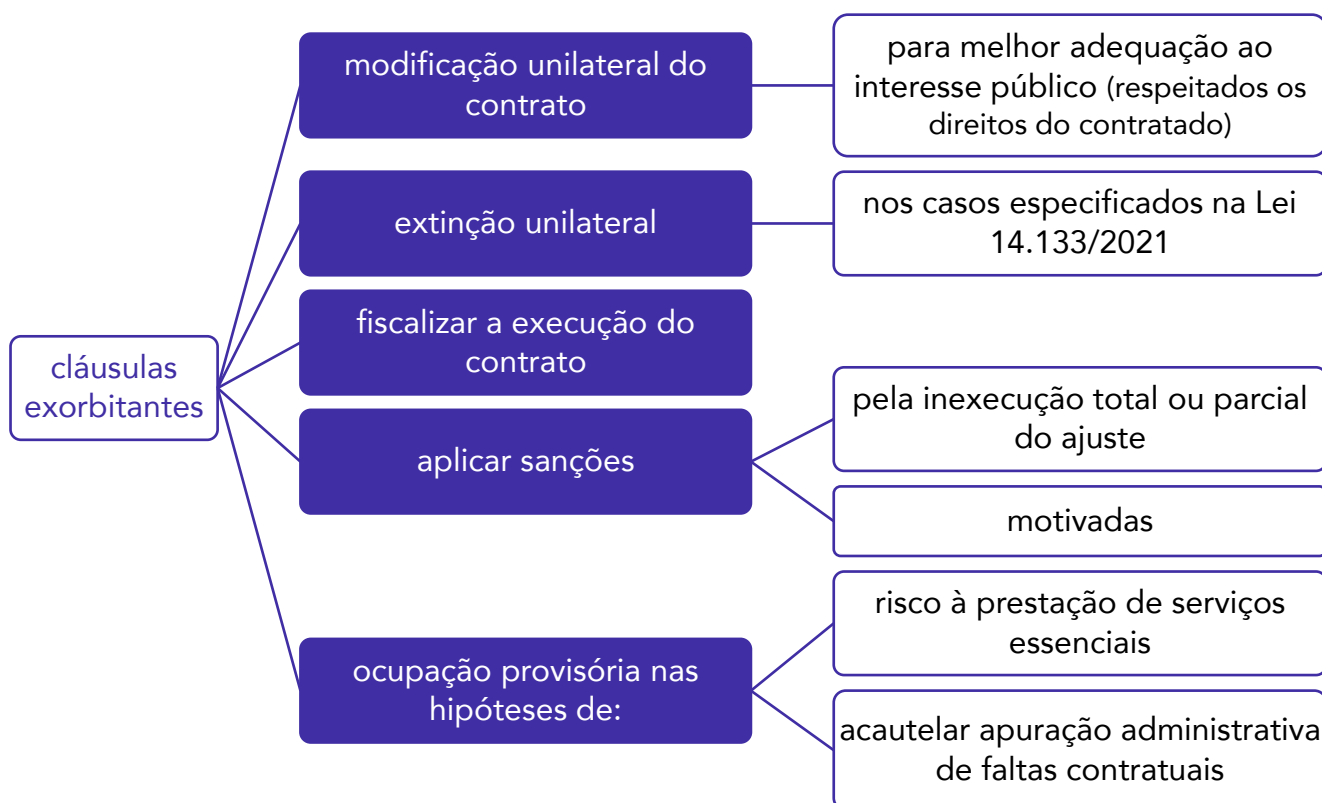 cláusulas
exorbitantes
modificação unilateral do
contrato
para melhor adequação ao
interesse público (respeitados os
direitos do contratado)
extinção unilateral
nos casos especificados na Lei
14.133/2021
fiscalizar a execução do
contrato
aplicar sanções
pela inexecução total ou parcial
do ajuste
motivadas
ocupação provisória nas
hipóteses de:
risco à prestação de serviços
essenciais
acautelar apuração administrativa
de faltas contratuais